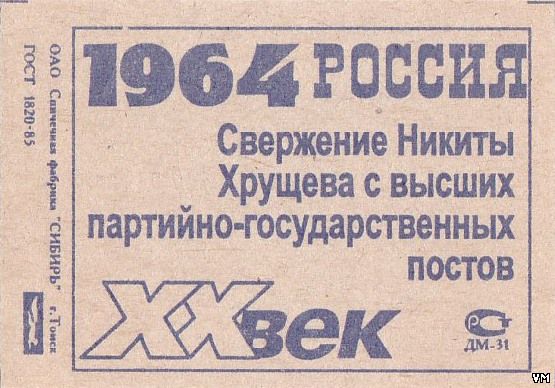 1964 РОССИЯ
Свержение Никиты
Хрущева с высших
партийно-государственных
постов
XX век
РСТ
ДМ-31
ОАО Спичечная фабрика "СИБИРЬ" г. Томск
ГОСТ 1820-85
VM